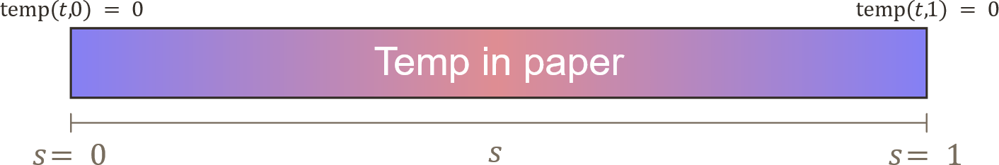 temp(t,0) = 0
temp(t,1) = 0
Temp in paper
s= 0
s
s= 1